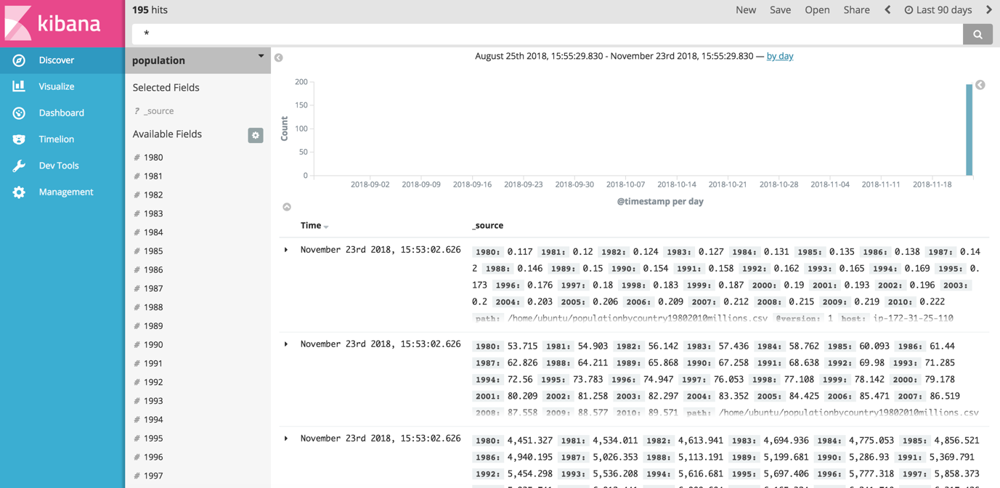 kibana
Discover
Visualize
Dashboard
Timelion
Dev Tools
Management
195 hits
New Save Open Share Last 90 days
*
population
Selected Fields
? _source
Available Fields
# 1980
# 1981
# 1982
# 1983
# 1984
# 1985
# 1986
# 1987
# 1988
# 1989
# 1990
# 1991
# 1992
# 1993
# 1994
# 1995
# 1996
# 1997
August 25th 2018, 15:55:29.830 - November 23rd 2018, 15:55:29.830 — by day
Count
200
150
100
50
0
2018-09-02 2018-09-09 2018-09-16 2018-09-23 2018-09-30 2018-10-07 2018-10-14 2018-10-21 2018-10-28 2018-11-04 2018-11-11 2018-11-18
@timestamp per day
Time _source
November 23rd 2018, 15:53:02.626 1980: 0.117 1981: 0.12 1982: 0.124 1983: 0.127 1984: 0.131 1985: 0.135 1986: 0.138 1987: 0.14
2 1988: 0.146 1989: 0.15 1990: 0.154 1991: 0.158 1992: 0.162 1993: 0.165 1994: 0.169 1995: 0.
173 1996: 0.176 1997: 0.18 1998: 0.183 1999: 0.187 2000: 0.19 2001: 0.193 2002: 0.196 2003:
0.2 2004: 0.203 2005: 0.206 2006: 0.209 2007: 0.212 2008: 0.215 2009: 0.219 2010: 0.222
path: /home/ubuntu/populationbycountry19802010millions.csv @version: 1 host: ip-172-31-25-110
November 23rd 2018, 15:53:02.626 1980: 53.715 1981: 54.903 1982: 56.142 1983: 57.436 1984: 58.762 1985: 60.093 1986: 61.44
1987: 62.826 1988: 64.211 1989: 65.868 1990: 67.258 1991: 68.638 1992: 69.98 1993: 71.285
1994: 72.56 1995: 73.783 1996: 74.947 1997: 76.053 1998: 77.108 1999: 78.142 2000: 79.178
2001: 80.209 2002: 81.258 2003: 82.297 2004: 83.352 2005: 84.425 2006: 85.471 2007: 86.519
2008: 87.558 2009: 88.577 2010: 89.571 path: /home/ubuntu/populationbycountry19802010millions.csv
November 23rd 2018, 15:53:02.626 1980: 4,451.327 1981: 4,534.011 1982: 4,613.941 1983: 4,694.936 1984: 4,775.053 1985: 4,856.521
1986: 4,940.195 1987: 5,026.353 1988: 5,113.191 1989: 5,199.681 1990: 5,286.93 1991: 5,369.791
1992: 5,454.298 1993: 5,536.208 1994: 5,616.681 1995: 5,697.406 1996: 5,777.318 1997: 5,858.373